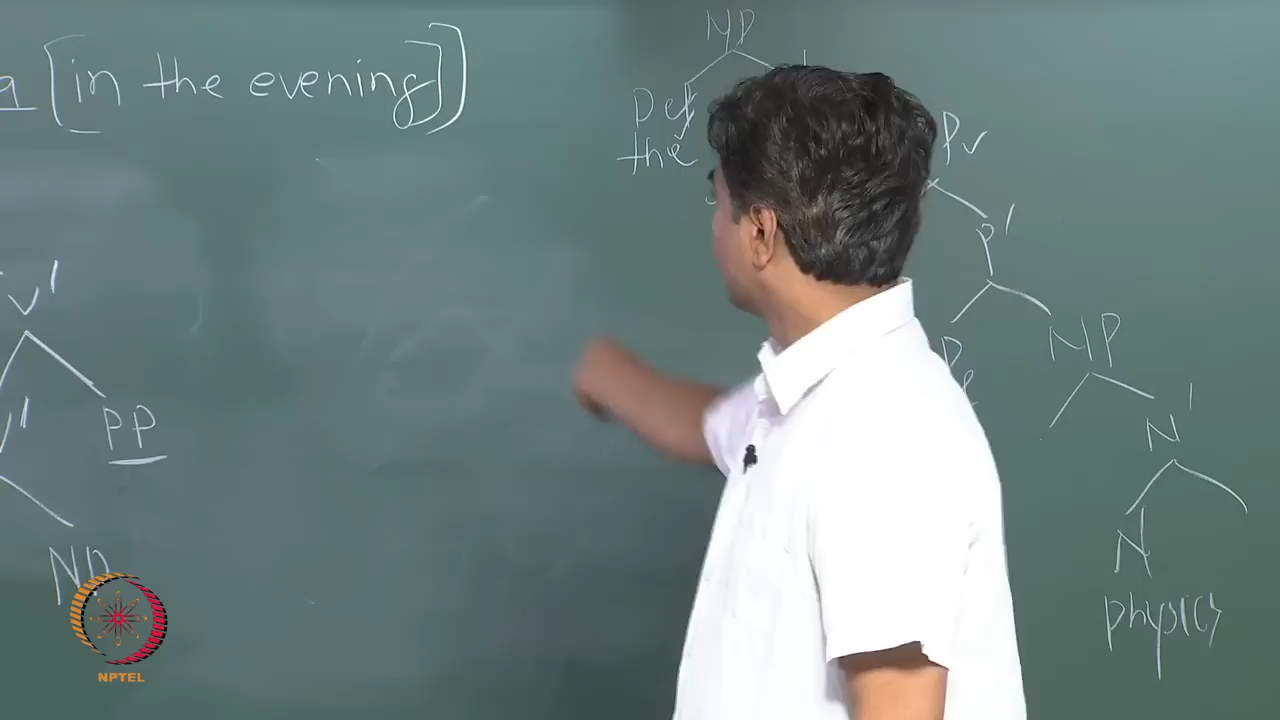 [in the evening]]
NP
Det
the
P
P'
NP
N'
N
physics
V'
PP
V'
NP
NPTEL